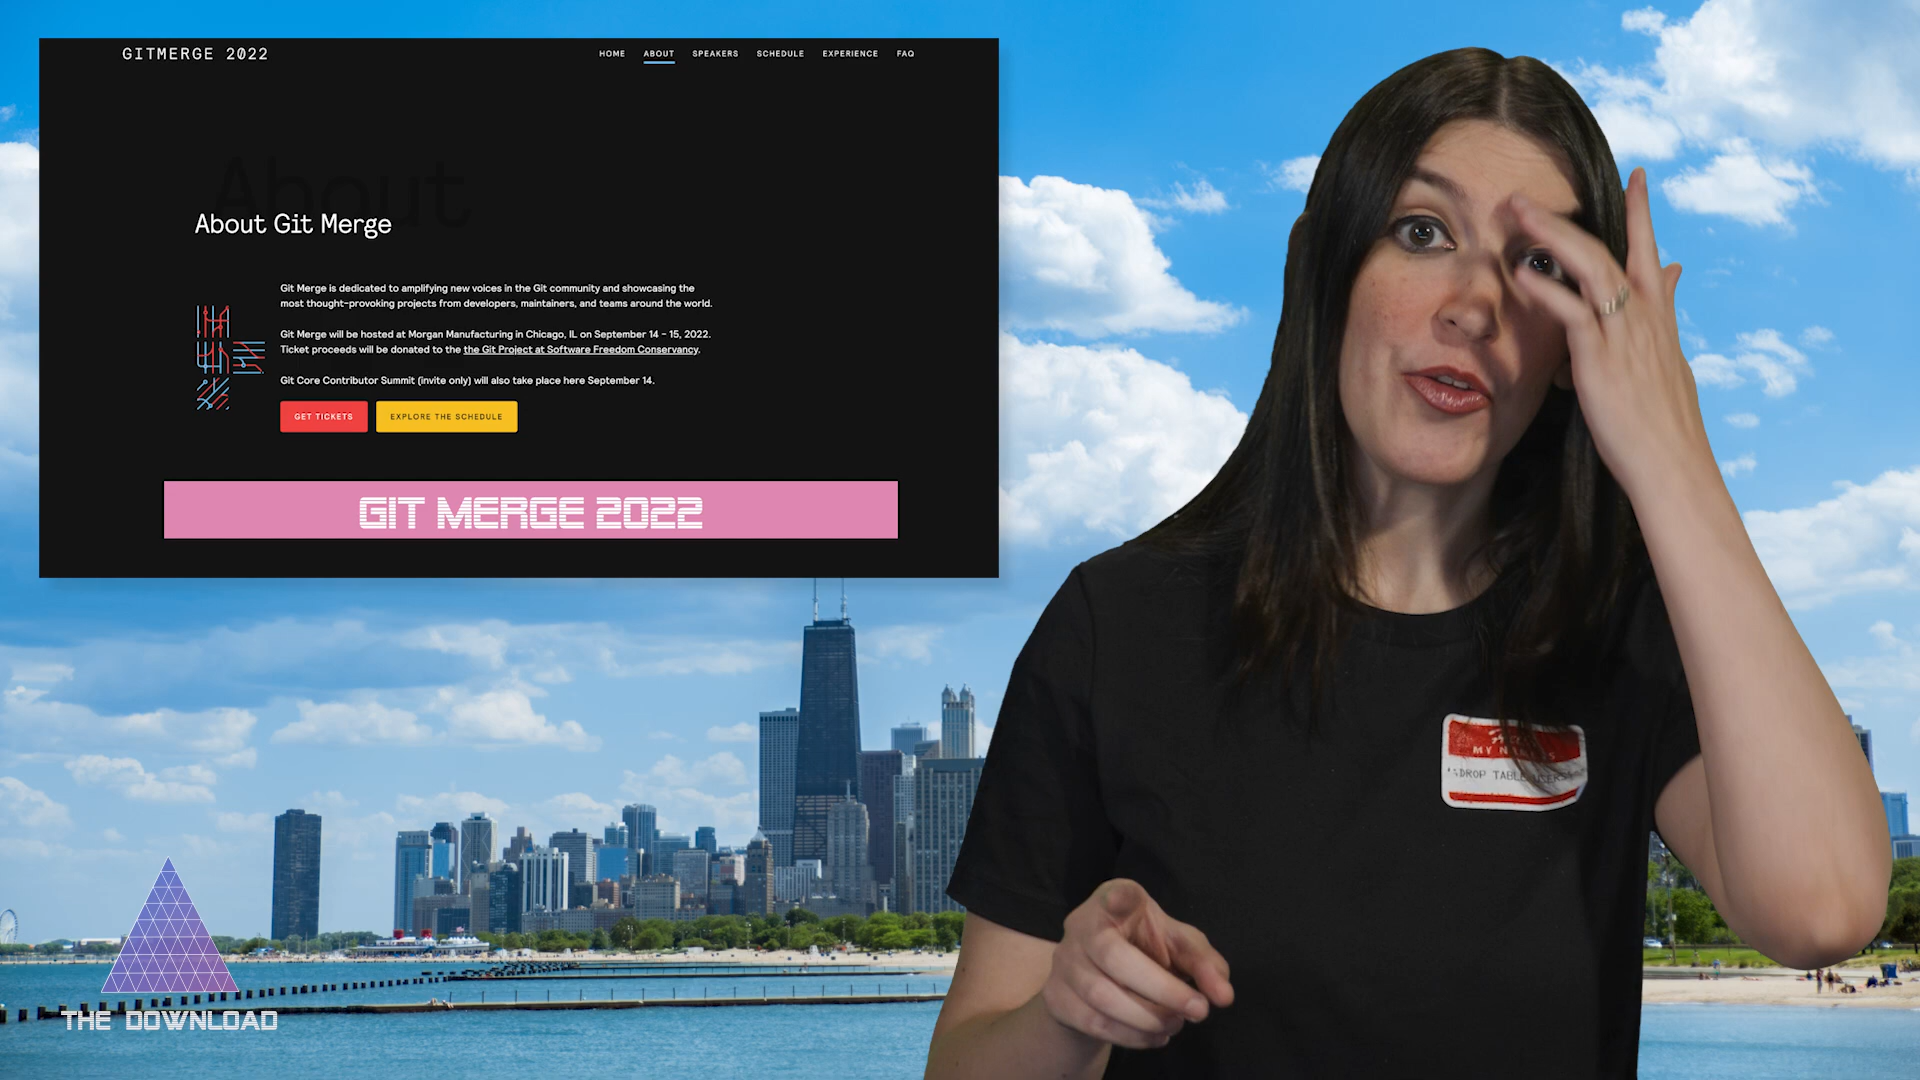 GITMERGE 2022
HOME ABOUT SPEAKERS SCHEDULE EXPERIENCE FAQ
About
About Git Merge
Git Merge is dedicated to amplifying new voices in the Git community and showcasing the
most thought-provoking projects from developers, maintainers, and teams around the world.
Git Merge will be hosted at Morgan Manufacturing in Chicago, IL on September 14 - 15, 2022.
Ticket proceeds will be donated to the the Git Project at Software Freedom Conservancy.
Git Core Contributor Summit (invite only) will also take place here September 14.
GET TICKETS EXPLORE THE SCHEDULE
GIT MERGE 2022
MY
DROP
THE DOWNLOAD